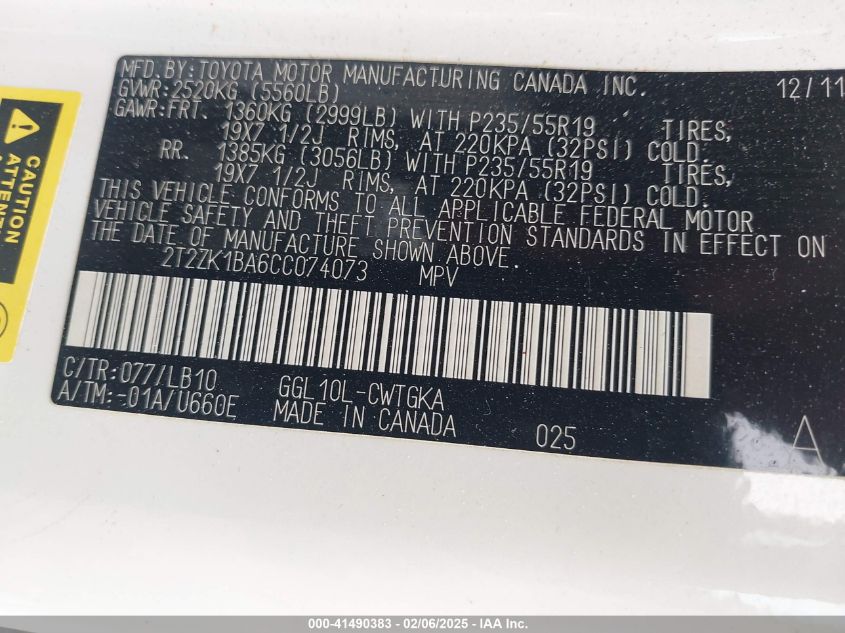 MFD. BY: TOYOTA MOTOR MANUFACTURING CANADA INC. 12/11
GVWR: 2520KG (5560LB)
GAWR: FRT. 1360KG (2999LB) WITH P235/55R19 TIRES,
19X7 1/2J RIMS, AT 220KPA (32PSI) COLD.
RR. 1385KG (3056LB) WITH P235/55R19 TIRES,
19X7 1/2J RIMS, AT 220KPA (32PSI) COLD.
THIS VEHICLE CONFORMS TO ALL APPLICABLE FEDERAL MOTOR
VEHICLE SAFETY AND THEFT PREVENTION STANDARDS IN EFFECT ON
THE DATE OF MANUFACTURE SHOWN ABOVE.
2T2ZK1BA6CC074073 MPV
C/TR: 077/LB10 GGL10L-CWTGKA
A/TM: -01A/U660E MADE IN CANADA 025 A
CAUTION
000-41490383 - 02/06/2025 - IAA Inc.